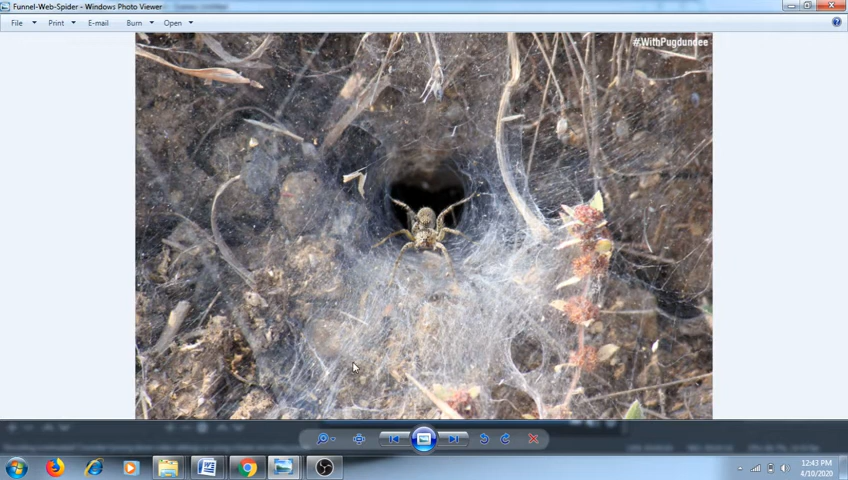 Funnel-Web-Spider - Windows Photo Viewer
File Print E-mail Burn Open
#WithPugdundee
12:43 PM
4/10/2020